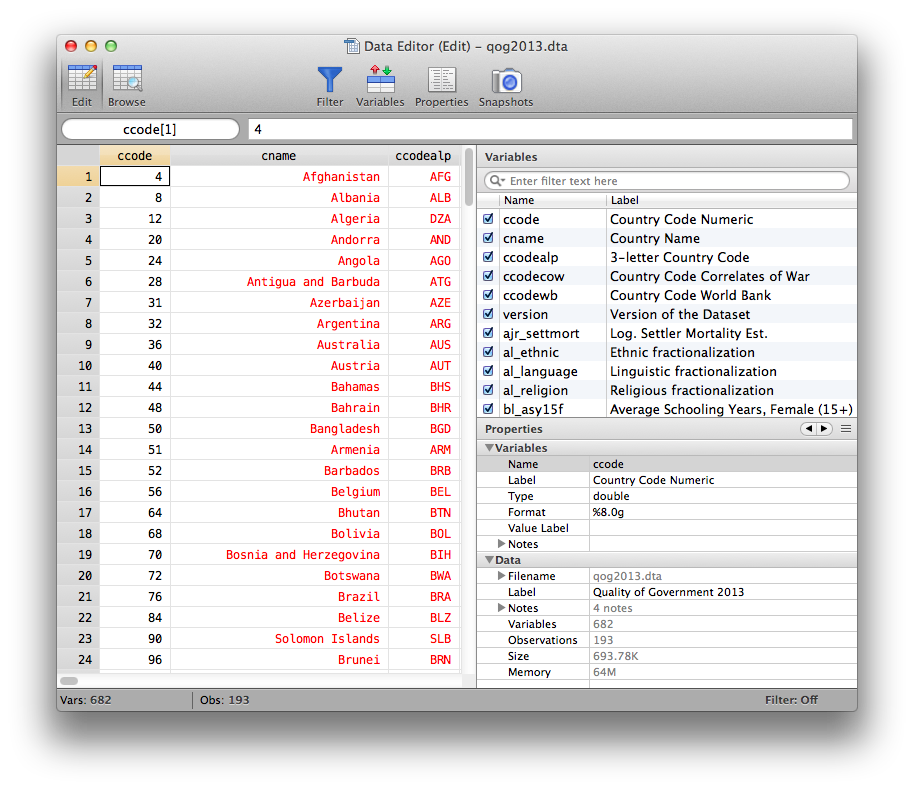 Data Editor (Edit) – qog2013.dta
Edit Browse Filter Variables Properties Snapshots
ccode[1] 4
ccode cname ccodealp
1 4 Afghanistan AFG
2 8 Albania ALB
3 12 Algeria DZA
4 20 Andorra AND
5 24 Angola AGO
6 28 Antigua and Barbuda ATG
7 31 Azerbaijan AZE
8 32 Argentina ARG
9 36 Australia AUS
10 40 Austria AUT
11 44 Bahamas BHS
12 48 Bahrain BHR
13 50 Bangladesh BGD
14 51 Armenia ARM
15 52 Barbados BRB
16 56 Belgium BEL
17 64 Bhutan BTN
18 68 Bolivia BOL
19 70 Bosnia and Herzegovina BIH
20 72 Botswana BWA
21 76 Brazil BRA
22 84 Belize BLZ
23 90 Solomon Islands SLB
24 96 Brunei BRN
Variables
Enter filter text here
Name Label
ccode Country Code Numeric
cname Country Name
ccodealp 3-letter Country Code
ccodecow Country Code Correlates of War
ccodewb Country Code World Bank
version Version of the Dataset
ajr_settmort Log. Settler Mortality Est.
al_ethnic Ethnic fractionalization
al_language Linguistic fractionalization
al_religion Religious fractionalization
bl_asy15f Average Schooling Years, Female (15+)
Properties
Variables
Name ccode
Label Country Code Numeric
Type double
Format %8.0g
Value Label
Notes
Data
Filename qog2013.dta
Label Quality of Government 2013
Notes 4 notes
Variables 682
Observations 193
Size 693.78K
Memory 64M
Vars: 682 Obs: 193 Filter: Off